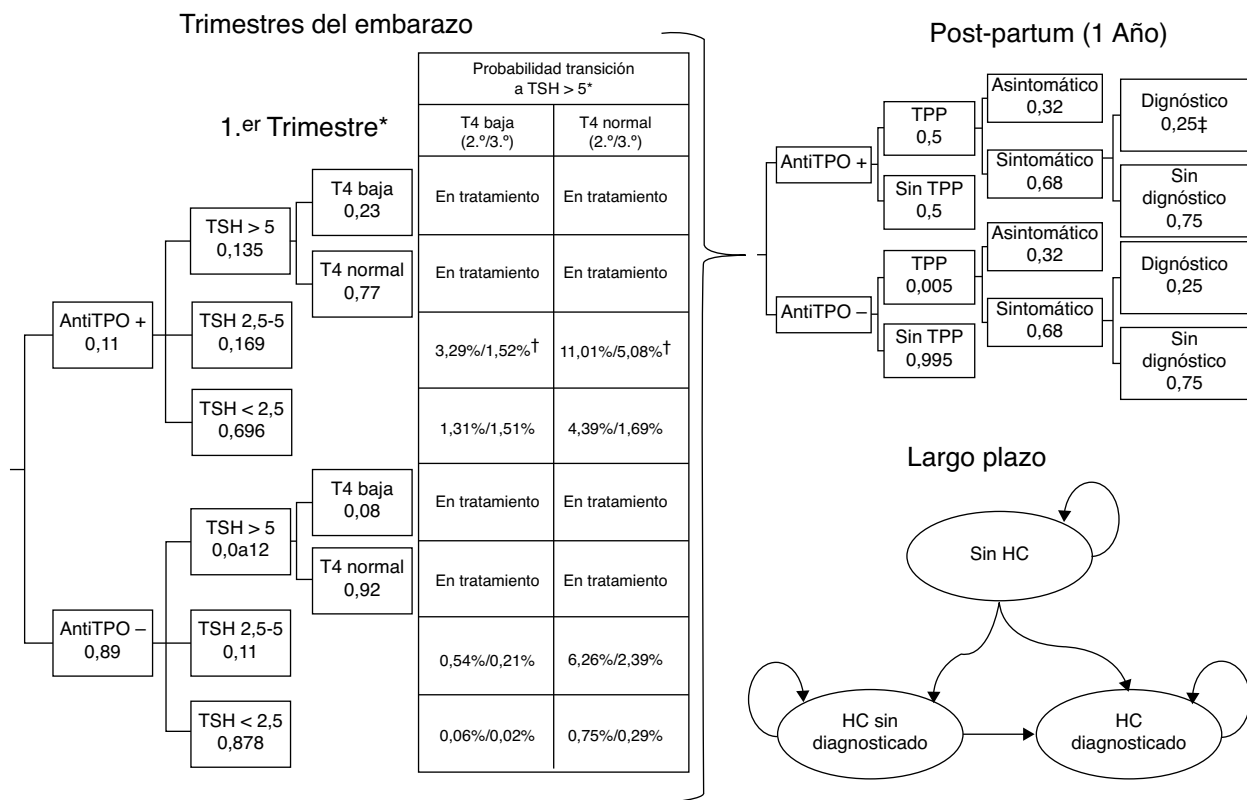 Trimestres del embarazo
1.er Trimestre*
Probabilidad transición
a TSH > 5*
T4 baja
(2.º/3.º)
T4 normal
(2.º/3.º)
AntiTPO +
0,11
TSH > 5
0,135
T4 baja
0,23
En tratamiento
En tratamiento
T4 normal
0,77
En tratamiento
En tratamiento
TSH 2,5-5
0,169
3,29%/1,52%†
11,01%/5,08%†
TSH < 2,5
0,696
1,31%/1,51%
4,39%/1,69%
AntiTPO –
0,89
TSH > 5
0,0a12
T4 baja
0,08
En tratamiento
En tratamiento
T4 normal
0,92
En tratamiento
En tratamiento
TSH 2,5-5
0,11
0,54%/0,21%
6,26%/2,39%
TSH < 2,5
0,878
0,06%/0,02%
0,75%/0,29%
Post-partum (1 Año)
AntiTPO +
TPP
0,5
Asintomático
0,32
Sintomático
0,68
Dignóstico
0,25‡
Sin
dignóstico
0,75
Sin TPP
0,5
AntiTPO –
TPP
0,005
Asintomático
0,32
Sintomático
0,68
Dignóstico
0,25
Sin
dignóstico
0,75
Sin TPP
0,995
Largo plazo
Sin HC
HC sin
diagnosticado
HC
diagnosticado